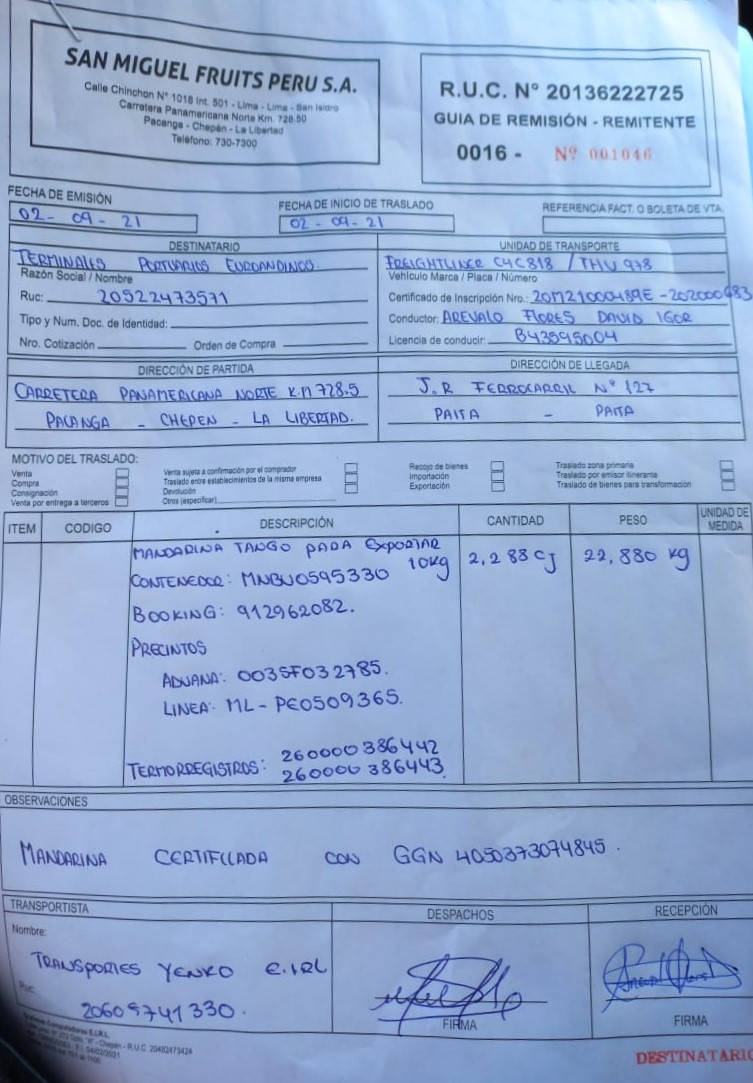 SAN MIGUEL FRUITS PERU S.A.
Calle Chinchon N° 1018 Int. 501 - Lima - Lima - San Isidro
Carretera Panamericana Norte Km. 728.50
Pacanga - Chepén - La Libertad
Teléfono: 730-7300
R.U.C. N° 20136222725
GUIA DE REMISIÓN - REMITENTE
0016 - Nº 001046
FECHA DE EMISIÓN
02-09-21
FECHA DE INICIO DE TRASLADO
02-09-21
REFERENCIA FACT. O BOLETA DE VTA.
DESTINATARIO
TERMINALES PORTUARIOS EUROANDINOS.
Razón Social / Nombre
Ruc: 20522473571
Tipo y Num. Doc. de Identidad:
Nro. Cotización Orden de Compra
UNIDAD DE TRANSPORTE
FREIGHTLINER C4C818 / THU 978
Vehículo Marca / Placa / Número
Certificado de Inscripción Nro.:
Conductor: AREVALO FLORES DAVID IGOR
Licencia de conducir: B43595004
DIRECCIÓN DE PARTIDA
CARRETERA PANAMERICANA NORTE K.M 728.5
PACANGA - CHEPEN - LA LIBERTAD.
DIRECCIÓN DE LLEGADA
J.R FERROCARRIL N° 127
PAITA - PAITA
MOTIVO DEL TRASLADO:
Venta
Compra
Consignación
Venta por entrega a terceros
Venta sujeta a confirmación por el comprador
Traslado entre establecimientos de la misma empresa
Devolución
Otros (especificar)
Recojo de bienes
Importación
Exportación
Traslado zona primaria
Traslado por emisor itinerante
Traslado de bienes para transformación
ITEM CODIGO DESCRIPCIÓN CANTIDAD PESO UNIDAD DE MEDIDA
MANDARINA TANGO PARA EXPORTAR
10Kg 2,288 CJ 22,880 Kg
CONTENEDOR: MNBU0595330
BOOKING: 912962082.
PRECINTOS
ADUANA: 0035F032785.
LINEA: ML-PE0509365.
TERMORREGISTROS: 260000386442
260000386443
OBSERVACIONES
MANDARINA CERTIFICADA CON GGN 4050373074845.
TRANSPORTISTA
Nombre:
TRANSPORTES YENKO E.IRL
Ruc:
20605741330.
DESPACHOS
FIRMA
RECEPCIÓN
FIRMA
Chepén - R.U.C. 20482473424
DESTINATARIO